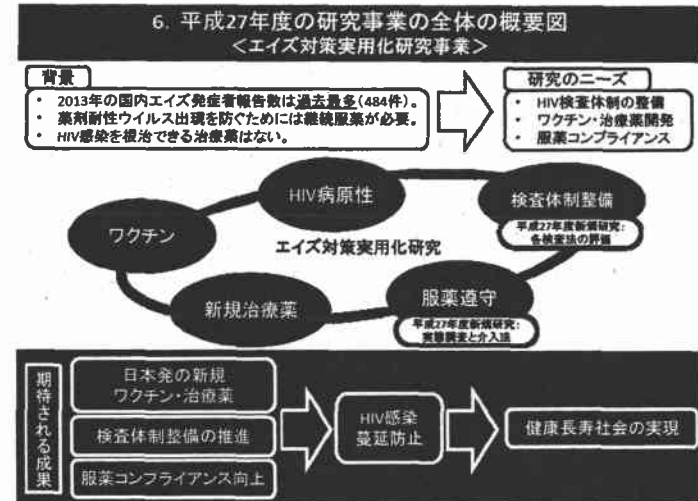 6. 平成27年度の研究事業の全体の概要図
<エイズ対策実用化研究事業>
背景
• 2013年の国内エイズ発症者報告数は過去最多(484件)。
• 薬剤耐性ウイルス出現を防ぐためには継続服薬が必要。
• HIV感染を根治できる治療薬はない。
研究のニーズ
• HIV検査体制の整備
• ワクチン・治療薬開発
• 服薬コンプライアンス
HIV病原性
検査体制整備
平成27年度新規研究:
各検査法の評価
ワクチン
エイズ対策実用化研究
新規治療薬
服薬遵守
平成27年度新規研究:
実態調査と介入法
期待される成果
日本発の新規
ワクチン・治療薬
検査体制整備の推進
服薬コンプライアンス向上
HIV感染
蔓延防止
健康長寿社会の実現